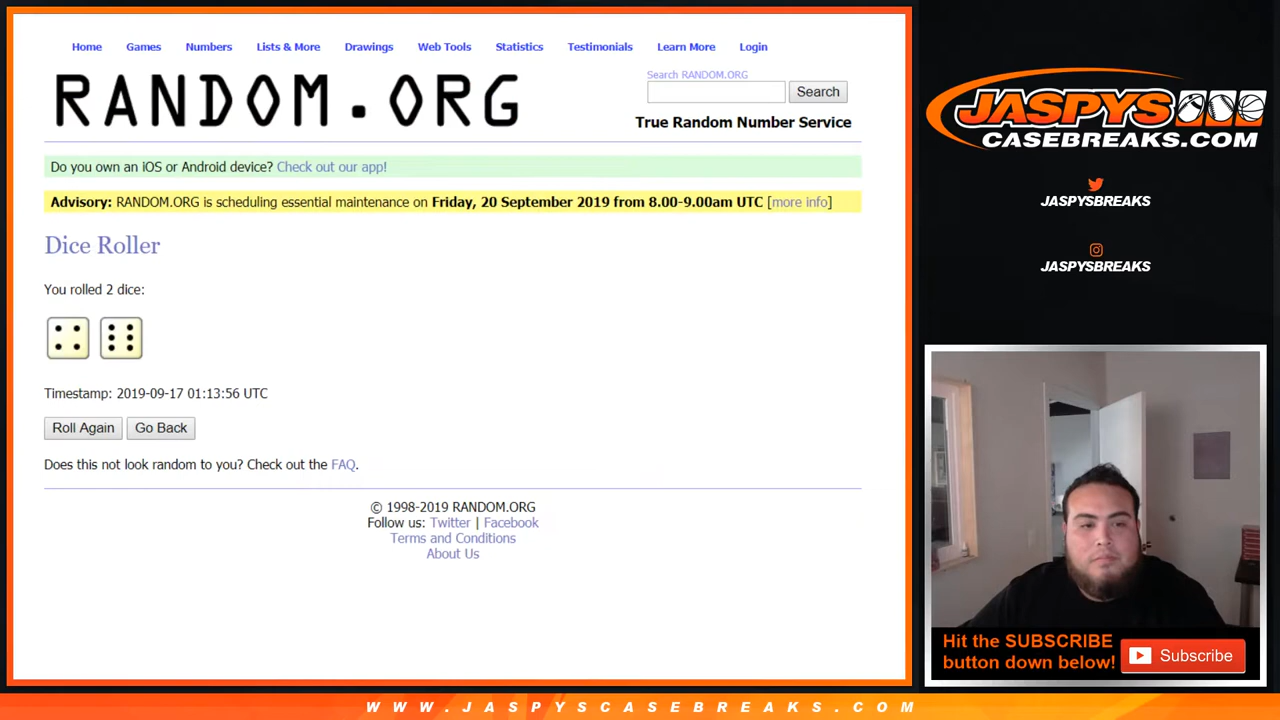 Home Games Numbers Lists & More Drawings Web Tools Statistics Testimonials Learn More Login
RANDOM.ORG
Search RANDOM.ORG
Search
True Random Number Service
Do you own an iOS or Android device? Check out our app!
Advisory: RANDOM.ORG is scheduling essential maintenance on Friday, 20 September 2019 from 8.00-9.00am UTC [more info]
Dice Roller
You rolled 2 dice:
Timestamp: 2019-09-17 01:13:56 UTC
Roll Again Go Back
Does this not look random to you? Check out the FAQ.
© 1998-2019 RANDOM.ORG
Follow us: Twitter | Facebook
Terms and Conditions
About Us
JASPYS
CASEBREAKS.COM
JASPYSBREAKS
JASPYSBREAKS
Hit the SUBSCRIBE
button down below!
Subscribe
WWW.JASPYSCASEBREAKS.COM